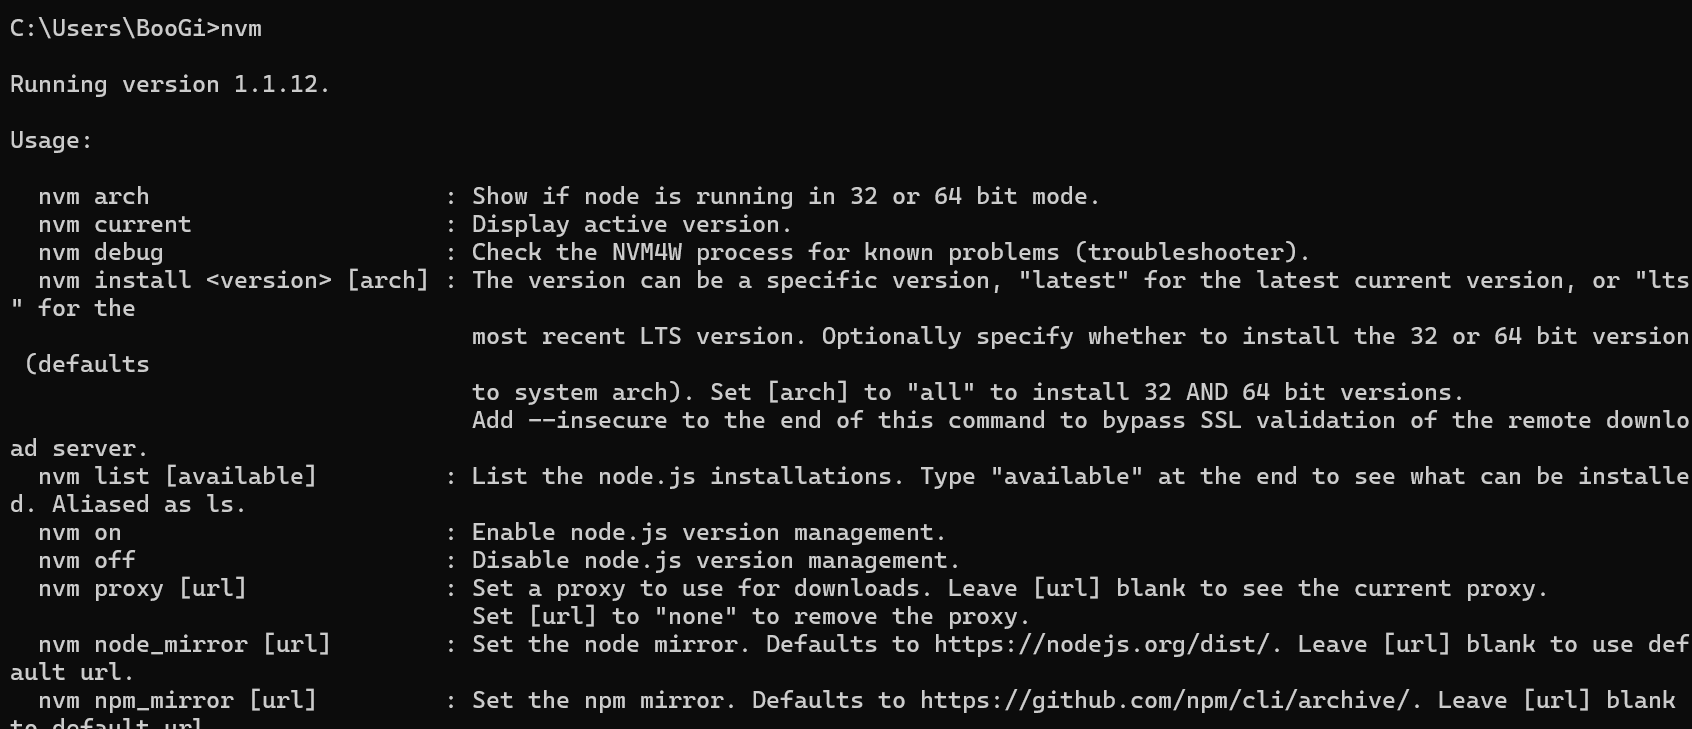 C:\Users\BooGi>nvm
Running version 1.1.12.
Usage:
nvm arch : Show if node is running in 32 or 64 bit mode.
nvm current : Display active version.
nvm debug : Check the NVM4W process for known problems (troubleshooter).
nvm install <version> [arch] : The version can be a specific version, "latest" for the latest current version, or "lts
" for the
most recent LTS version. Optionally specify whether to install the 32 or 64 bit version
(defaults
to system arch). Set [arch] to "all" to install 32 AND 64 bit versions.
Add --insecure to the end of this command to bypass SSL validation of the remote downlo
ad server.
nvm list [available] : List the node.js installations. Type "available" at the end to see what can be installe
d. Aliased as ls.
nvm on : Enable node.js version management.
nvm off : Disable node.js version management.
nvm proxy [url] : Set a proxy to use for downloads. Leave [url] blank to see the current proxy.
Set [url] to "none" to remove the proxy.
nvm node_mirror [url] : Set the node mirror. Defaults to https://nodejs.org/dist/. Leave [url] blank to use def
ault url.
nvm npm_mirror [url] : Set the npm mirror. Defaults to https://github.com/npm/cli/archive/. Leave [url] blank
to default url